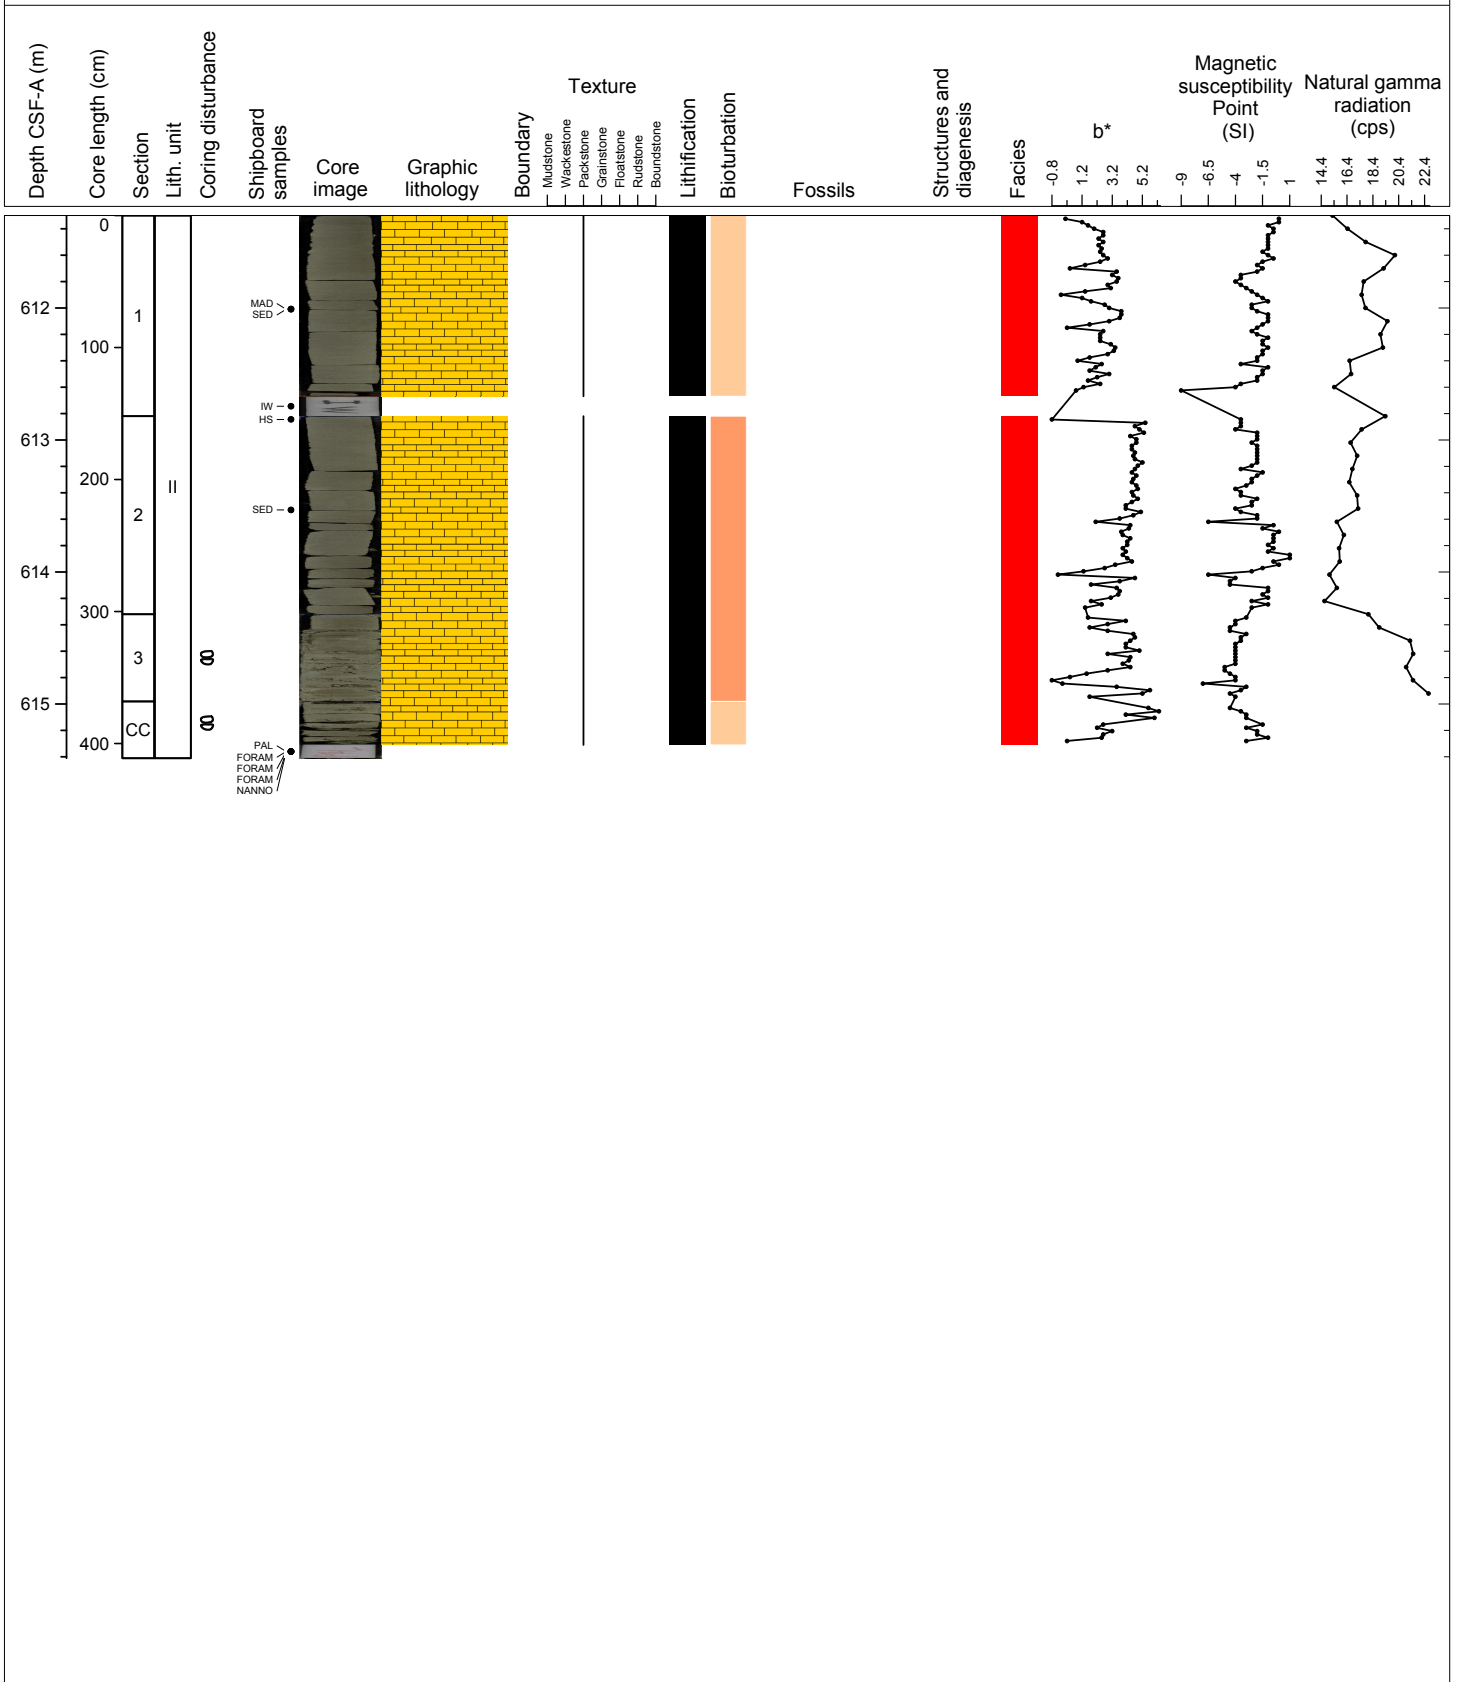 Depth CSF-A (m)
Core length (cm)
Section
Lith. unit
Coring disturbance
Shipboard
samples
Core
image
Graphic
lithology
Boundary
Texture
Mudstone
Wackestone
Packstone
Grainstone
Floatstone
Rudstone
Boundstone
Lithification
Bioturbation
Fossils
Structures and
diagenesis
Facies
b*
-0.8
1.2
3.2
5.2
Magnetic
susceptibility
Point
(SI)
-9
-6.5
-4
-1.5
1
Natural gamma
radiation
(cps)
14.4
16.4
18.4
20.4
22.4
0
612
1
MAD
SED
100
IW
HS
613
200
II
2
SED
614
300
3
615
CC
400
PAL
FORAM
FORAM
FORAM
NANNO